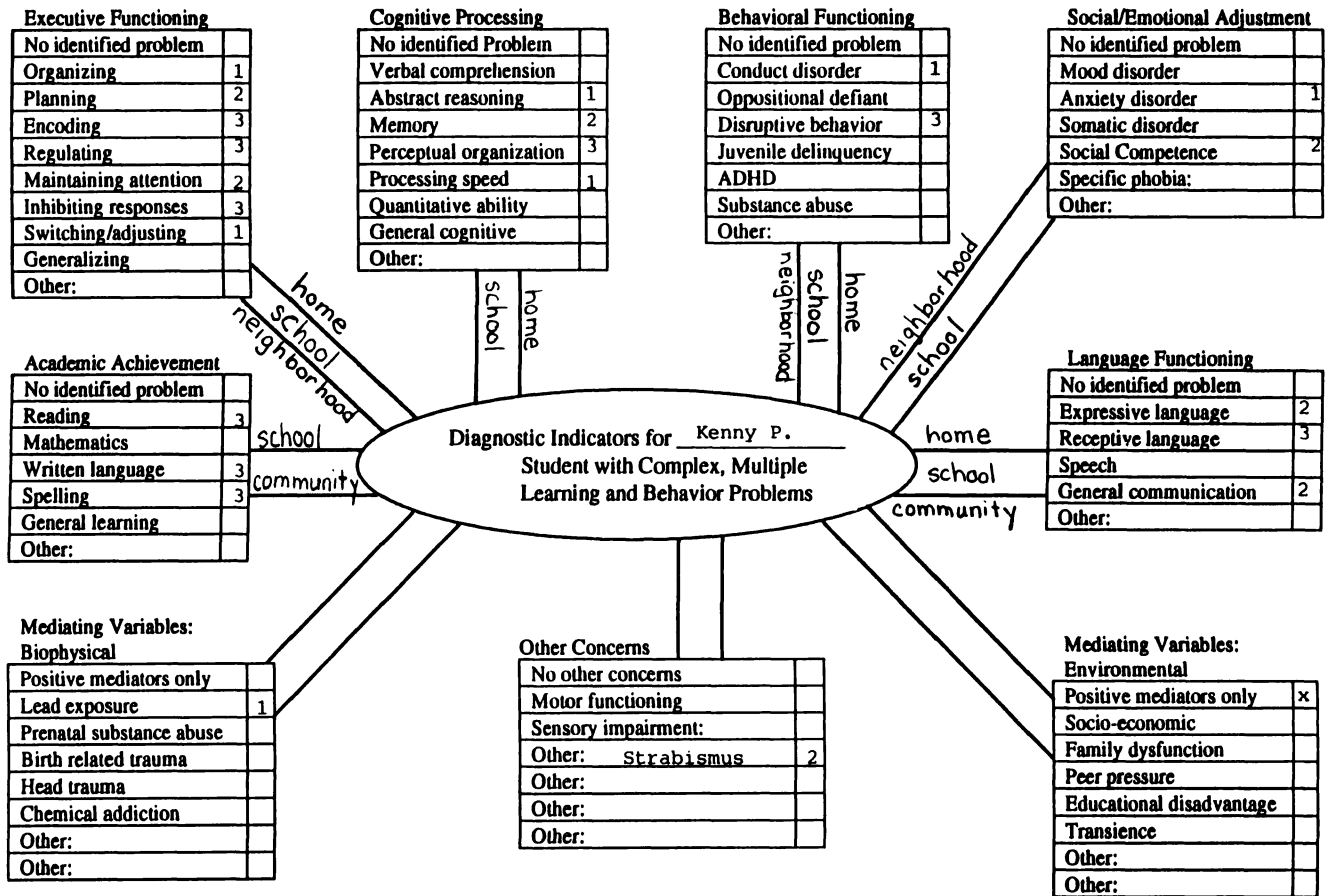 Executive Functioning
No identified problem
Organizing 1
Planning 2
Encoding 3
Regulating 3
Maintaining attention 2
Inhibiting responses 3
Switching/adjusting 1
Generalizing
Other:
Cognitive Processing
No identified Problem
Verbal comprehension
Abstract reasoning 1
Memory 2
Perceptual organization 3
Processing speed 1
Quantitative ability
General cognitive
Other:
Behavioral Functioning
No identified problem
Conduct disorder 1
Oppositional defiant
Disruptive behavior 3
Juvenile delinquency
ADHD
Substance abuse
Other:
Social/Emotional Adjustment
No identified problem
Mood disorder
Anxiety disorder 1
Somatic disorder
Social Competence 2
Specific phobia:
Other:
home
school
neighborhood
school
home
neighborhood
school
home
neighborhood
school
Academic Achievement
No identified problem
Reading 3
Mathematics
Written language 3
Spelling 3
General learning
Other:
school
community
Diagnostic Indicators for Kenny P.
Student with Complex, Multiple
Learning and Behavior Problems
home
school
community
Language Functioning
No identified problem
Expressive language 2
Receptive language 3
Speech
General communication 2
Other:
Mediating Variables:
Biophysical
Positive mediators only
Lead exposure 1
Prenatal substance abuse
Birth related trauma
Head trauma
Chemical addiction
Other:
Other:
Other Concerns
No other concerns
Motor functioning
Sensory impairment:
Other: Strabismus 2
Other:
Other:
Other:
Mediating Variables:
Environmental
Positive mediators only x
Socio-economic
Family dysfunction
Peer pressure
Educational disadvantage
Transience
Other:
Other: